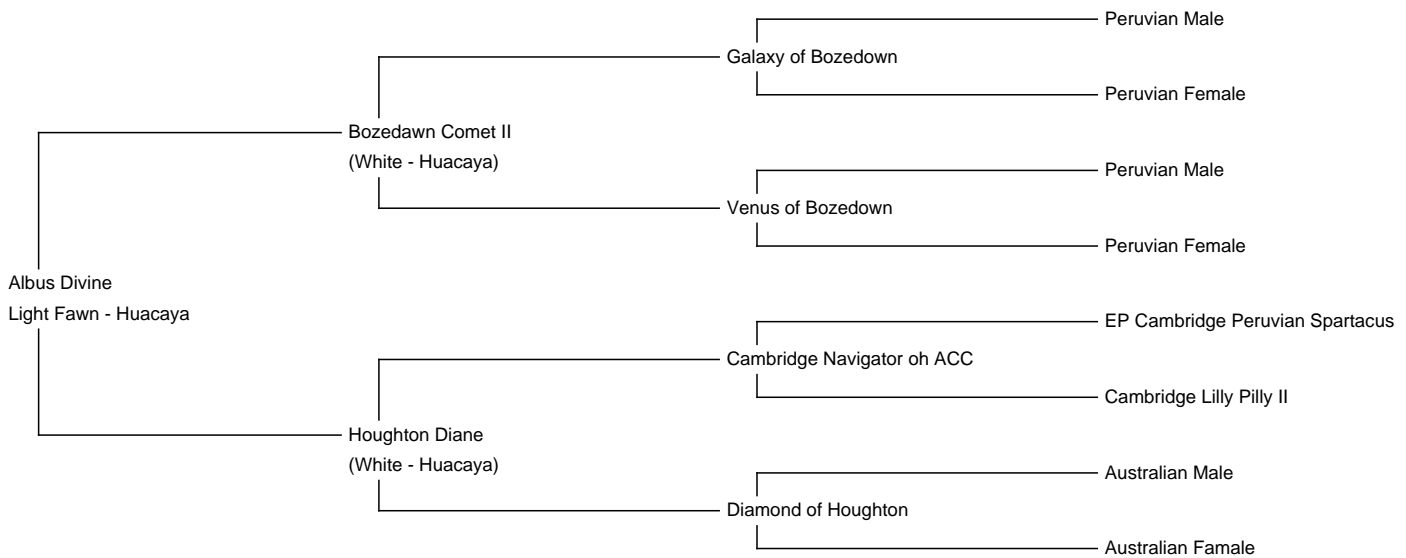 Peruvian Male
Galaxy of Bozedown
Peruvian Female
Bozedawn Comet II
(White - Huacaya)
Peruvian Male
Venus of Bozedown
Peruvian Female
Albus Divine
Light Fawn - Huacaya
EP Cambridge Peruvian Spartacus
Cambridge Navigator oh ACC
Cambridge Lilly Pilly II
Houghton Diane
(White - Huacaya)
Australian Male
Diamond of Houghton
Australian Famale